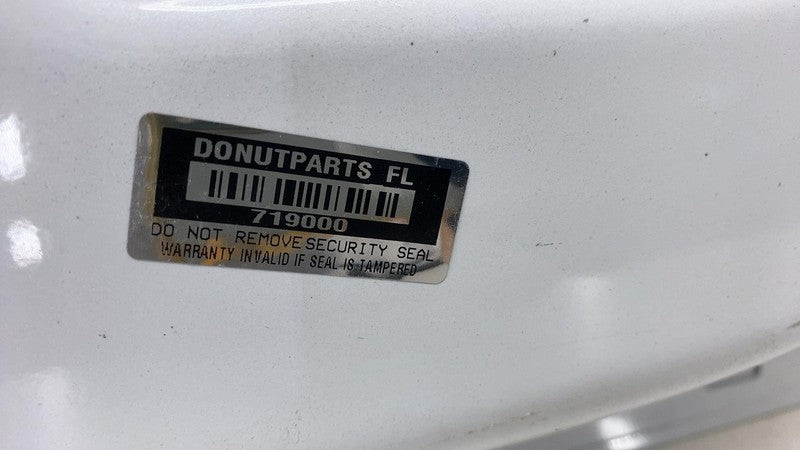 DONUTPARTS FL
719000
DO NOT REMOVE SECURITY SEAL
WARRANTY INVALID IF SEAL IS TAMPERED